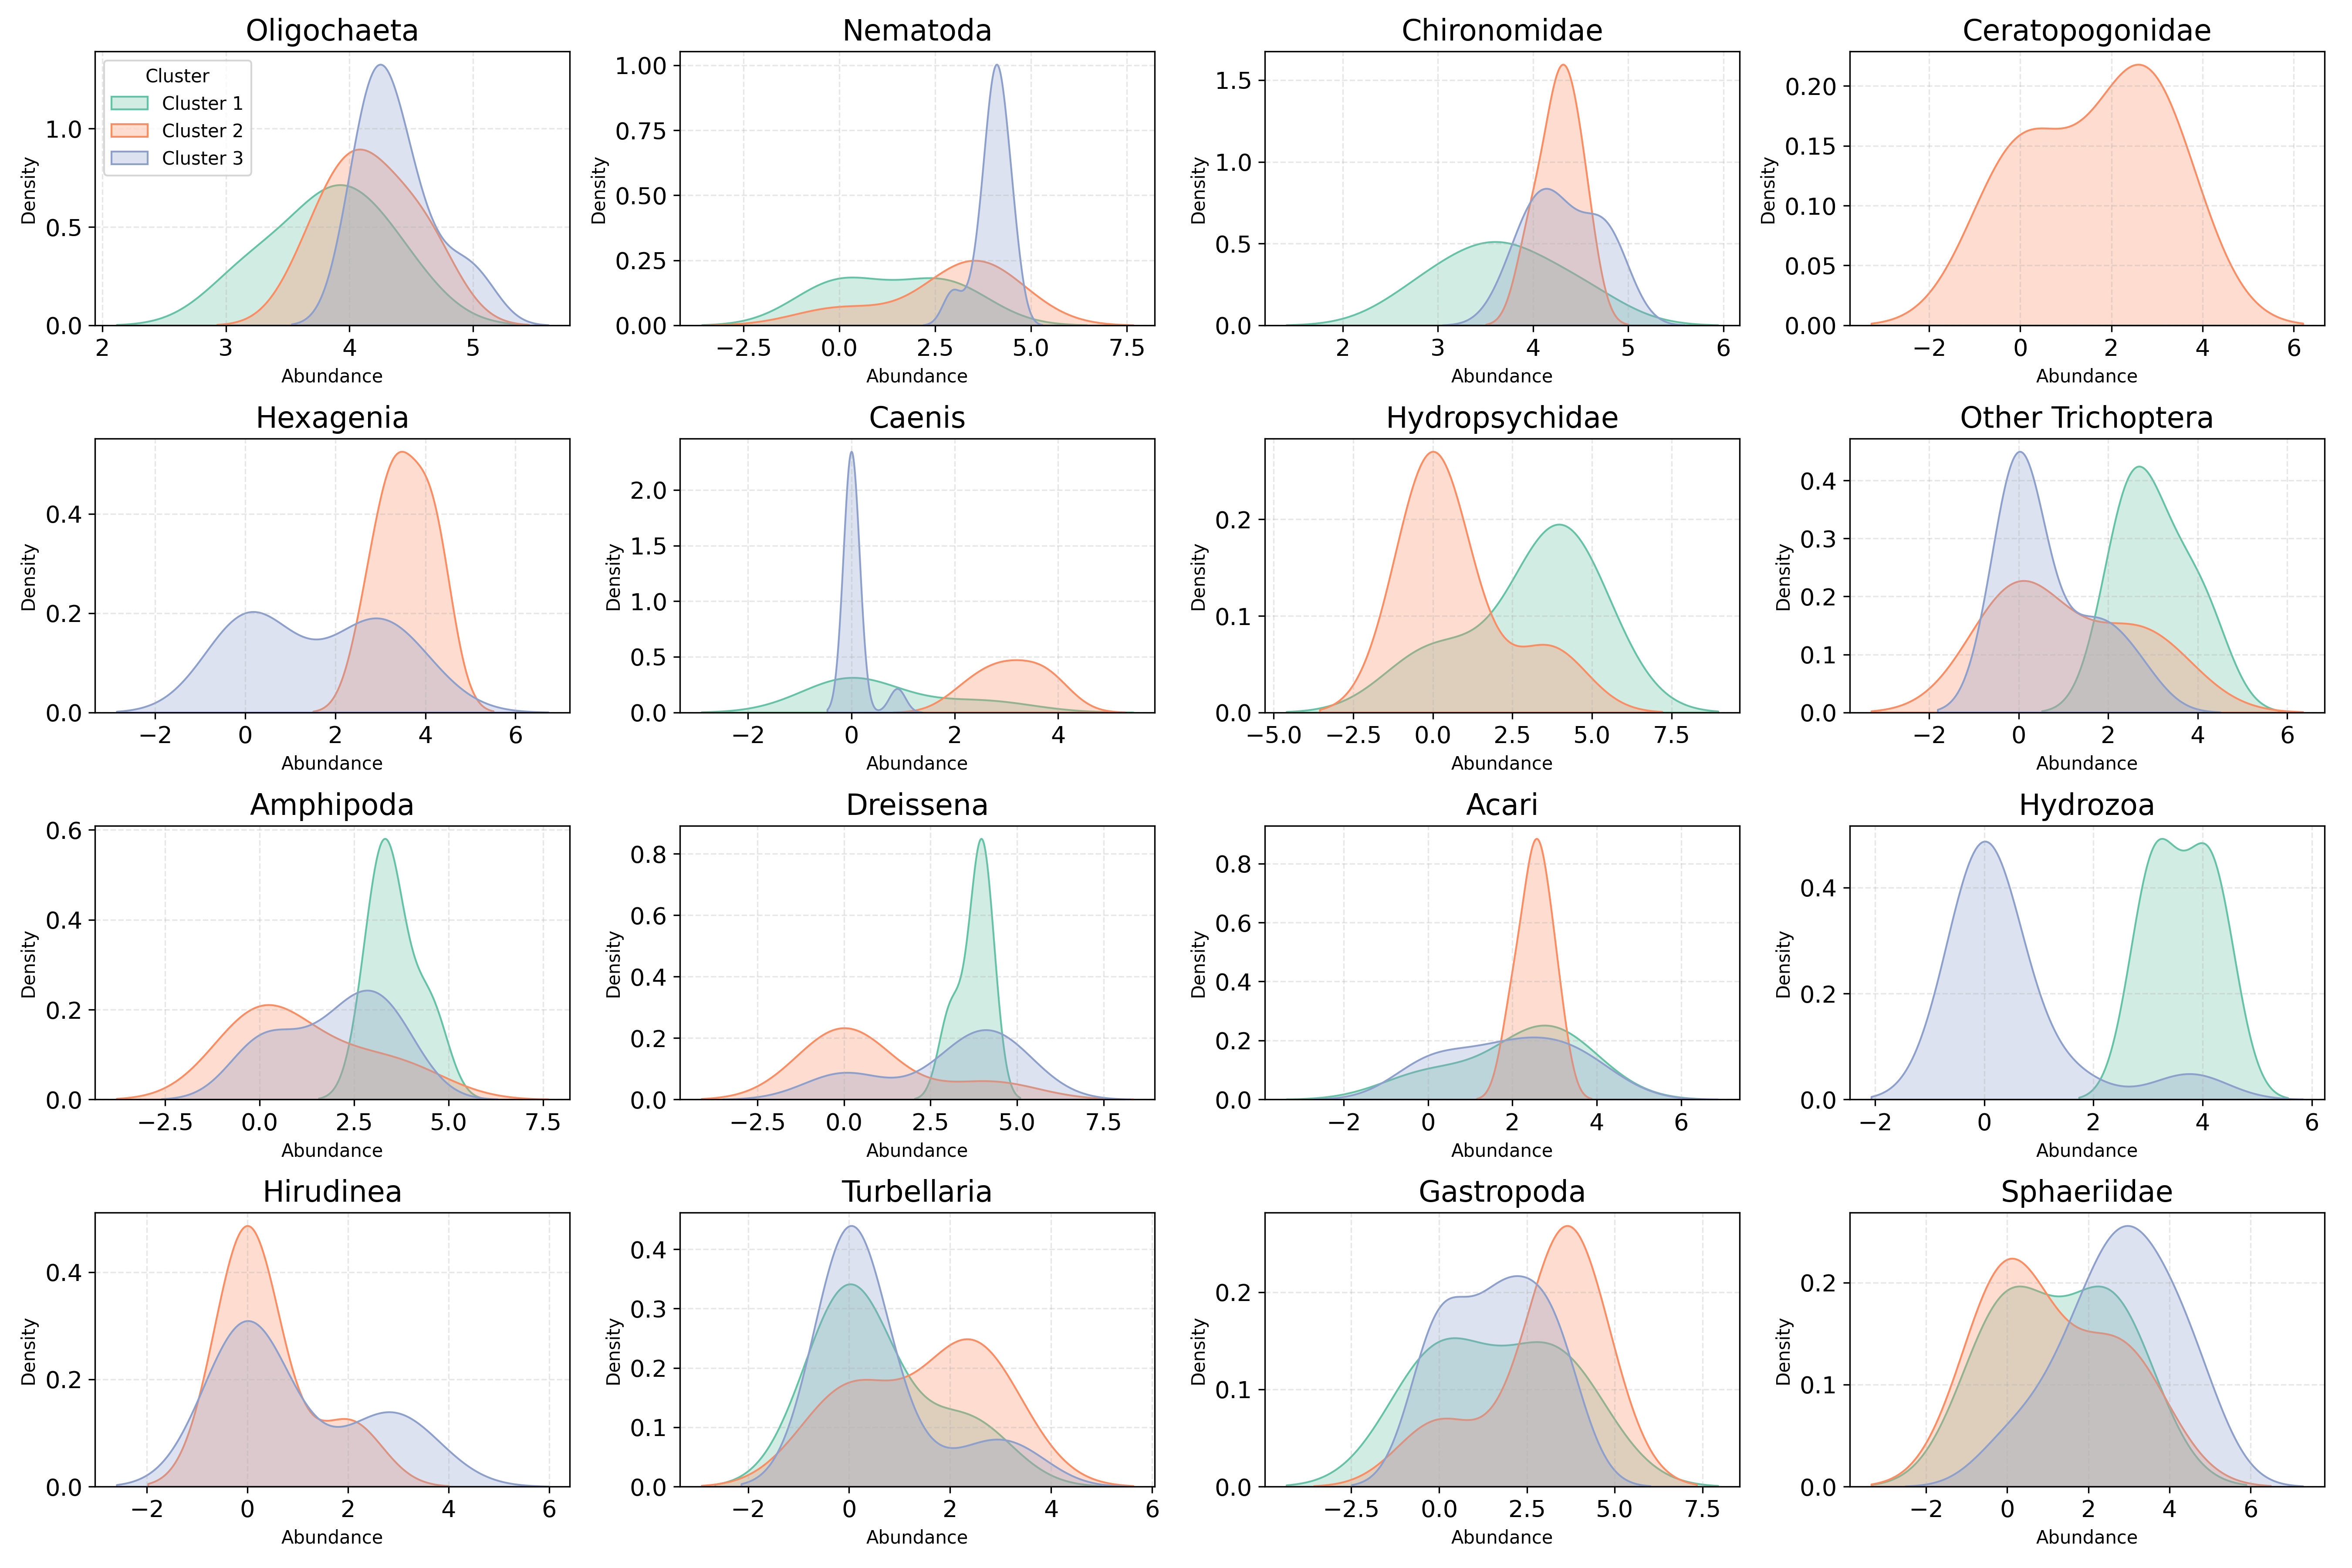 Oligochaeta
Nematoda
Chironomidae
Ceratopogonidae
Cluster
Cluster 1
Cluster 2
Cluster 3
Density
0.0
0.5
1.0
2 3 4 5
Abundance
Density
0.00
0.25
0.50
0.75
1.00
−2.5 0.0 2.5 5.0 7.5
Abundance
Density
0.0
0.5
1.0
1.5
2 3 4 5 6
Abundance
Density
0.00
0.05
0.10
0.15
0.20
−2 0 2 4 6
Abundance
Hexagenia
Caenis
Hydropsychidae
Other Trichoptera
Density
0.0
0.2
0.4
−2 0 2 4 6
Abundance
Density
0.0
0.5
1.0
1.5
2.0
−2 0 2 4
Abundance
Density
0.0
0.1
0.2
−5.0 −2.5 0.0 2.5 5.0 7.5
Abundance
Density
0.0
0.1
0.2
0.3
0.4
−2 0 2 4 6
Abundance
Amphipoda
Dreissena
Acari
Hydrozoa
Density
0.0
0.2
0.4
0.6
−2.5 0.0 2.5 5.0 7.5
Abundance
Density
0.0
0.2
0.4
0.6
0.8
−2.5 0.0 2.5 5.0 7.5
Abundance
Density
0.0
0.2
0.4
0.6
0.8
−2 0 2 4 6
Abundance
Density
0.0
0.2
0.4
−2 0 2 4 6
Abundance
Hirudinea
Turbellaria
Gastropoda
Sphaeriidae
Density
0.0
0.2
0.4
−2 0 2 4 6
Abundance
Density
0.0
0.1
0.2
0.3
0.4
−2 0 2 4 6
Abundance
Density
0.0
0.1
0.2
−2.5 0.0 2.5 5.0 7.5
Abundance
Density
0.0
0.1
0.2
−2 0 2 4 6
Abundance